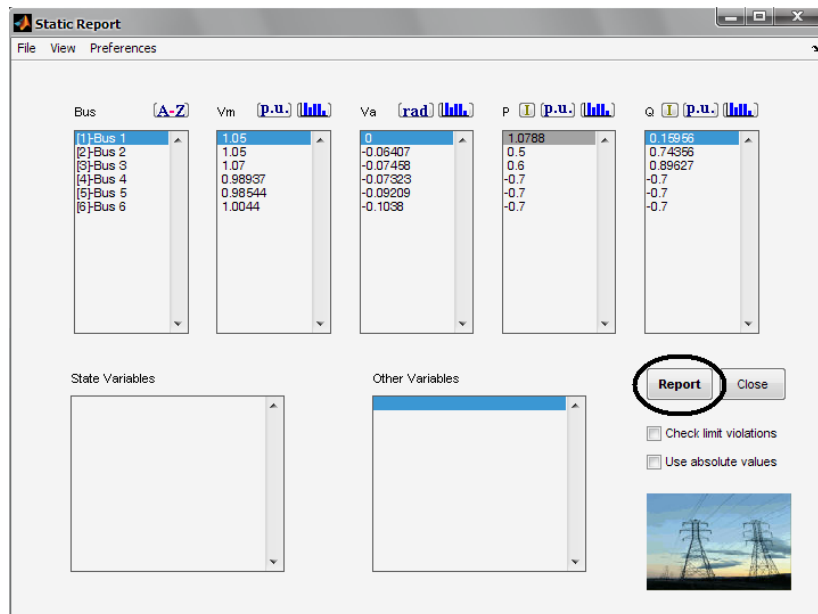 Static Report
File View Preferences
Bus [A-Z] Vm [p.u.] Va [rad] P I [p.u.] Q I [p.u.]
[1]-Bus 1 1.05 0 1.0788 0.15956
[2]-Bus 2 1.05 -0.06407 0.5 0.74356
[3]-Bus 3 1.07 -0.07458 0.6 0.89627
[4]-Bus 4 0.98937 -0.07323 -0.7 -0.7
[5]-Bus 5 0.98544 -0.09209 -0.7 -0.7
[6]-Bus 6 1.0044 -0.1038 -0.7 -0.7
State Variables Other Variables
Report Close
Check limit violations
Use absolute values